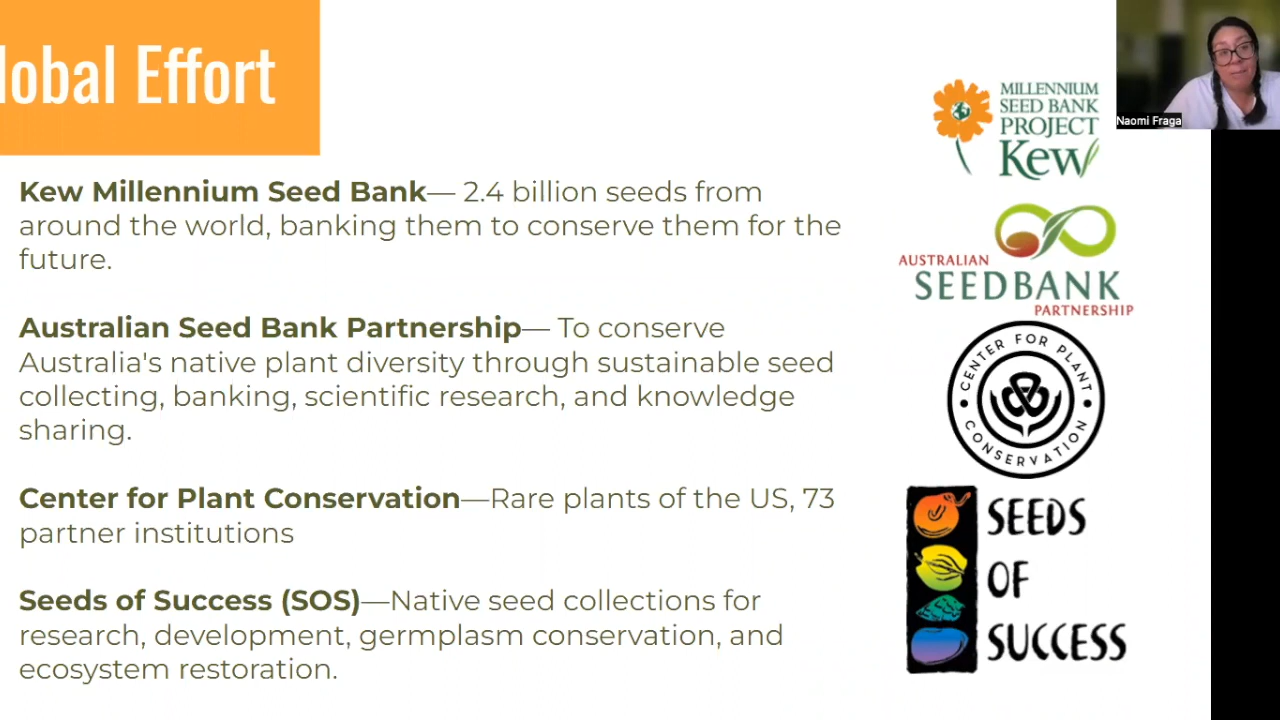 lobal Effort
Kew Millennium Seed Bank— 2.4 billion seeds from
around the world, banking them to conserve them for the
future.
Australian Seed Bank Partnership— To conserve
Australia's native plant diversity through sustainable seed
collecting, banking, scientific research, and knowledge
sharing.
Center for Plant Conservation—Rare plants of the US, 73
partner institutions
Seeds of Success (SOS)—Native seed collections for
research, development, germplasm conservation, and
ecosystem restoration.
MILLENNIUM
SEED BANK
PROJECT
Kew
AUSTRALIAN
SEEDBANK
PARTNERSHIP
CENTER FOR PLANT
CONSERVATION
SEEDS
OF
SUCCESS
Naomi Fraga